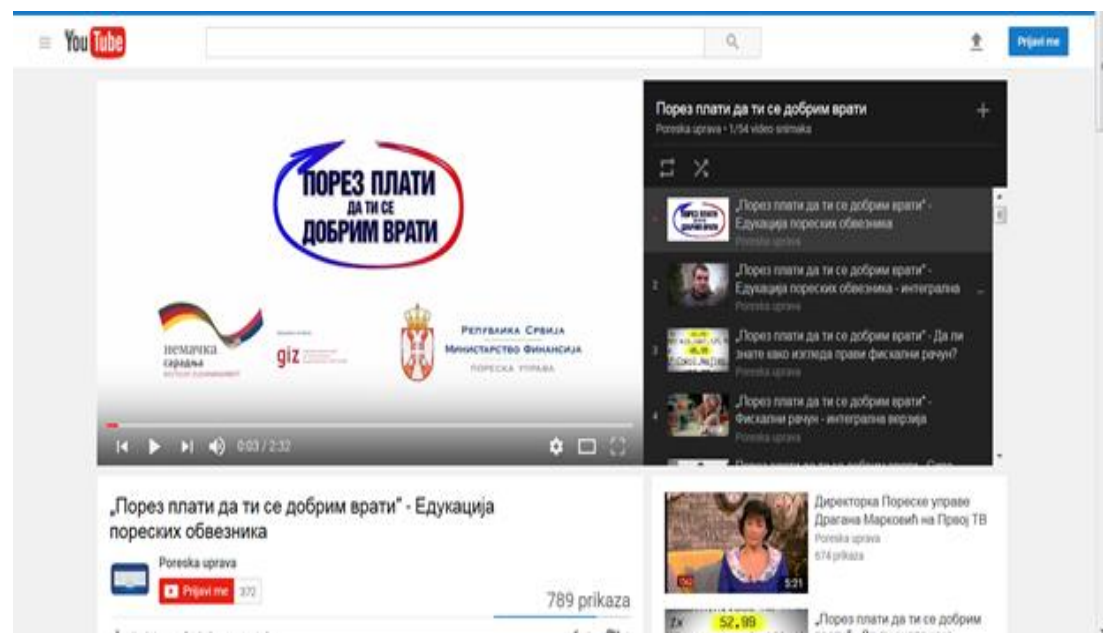 You Tube
Prijavi me
ПОРЕЗ ПЛАТИ
ДА ТИ СЕ
ДОБРИМ ВРАТИ
немачка
сарадња
giz
Република Србија
Министарство финансија
ПОРЕСКА УПРАВА
0:03 / 2:32
Порез плати да ти се добрим врати
Poreska uprava • 1/54 video snimaka
„Порез плати да ти се добрим врати" -
Едукација пореских обвезника
Poreska uprava
2
„Порез плати да ти се добрим врати" -
Едукација пореских обвезника - интегрална
Poreska uprava
3
„Порез плати да ти се добрим врати" - Да ли
знате како изгледа прави фискални рачун?
Poreska uprava
4
„Порез плати да ти се добрим врати" -
Фискални рачун - интегрална верзија
Poreska uprava
„Порез плати да ти се добрим врати" - Едукација
пореских обвезника
Poreska uprava
Prijavi me 372
789 prikaza
Директорка Пореске управе
Драгана Марковић на Првој ТВ
Poreska uprava
674 prikaza
5:21
52,99
„Порез плати да ти се добрим